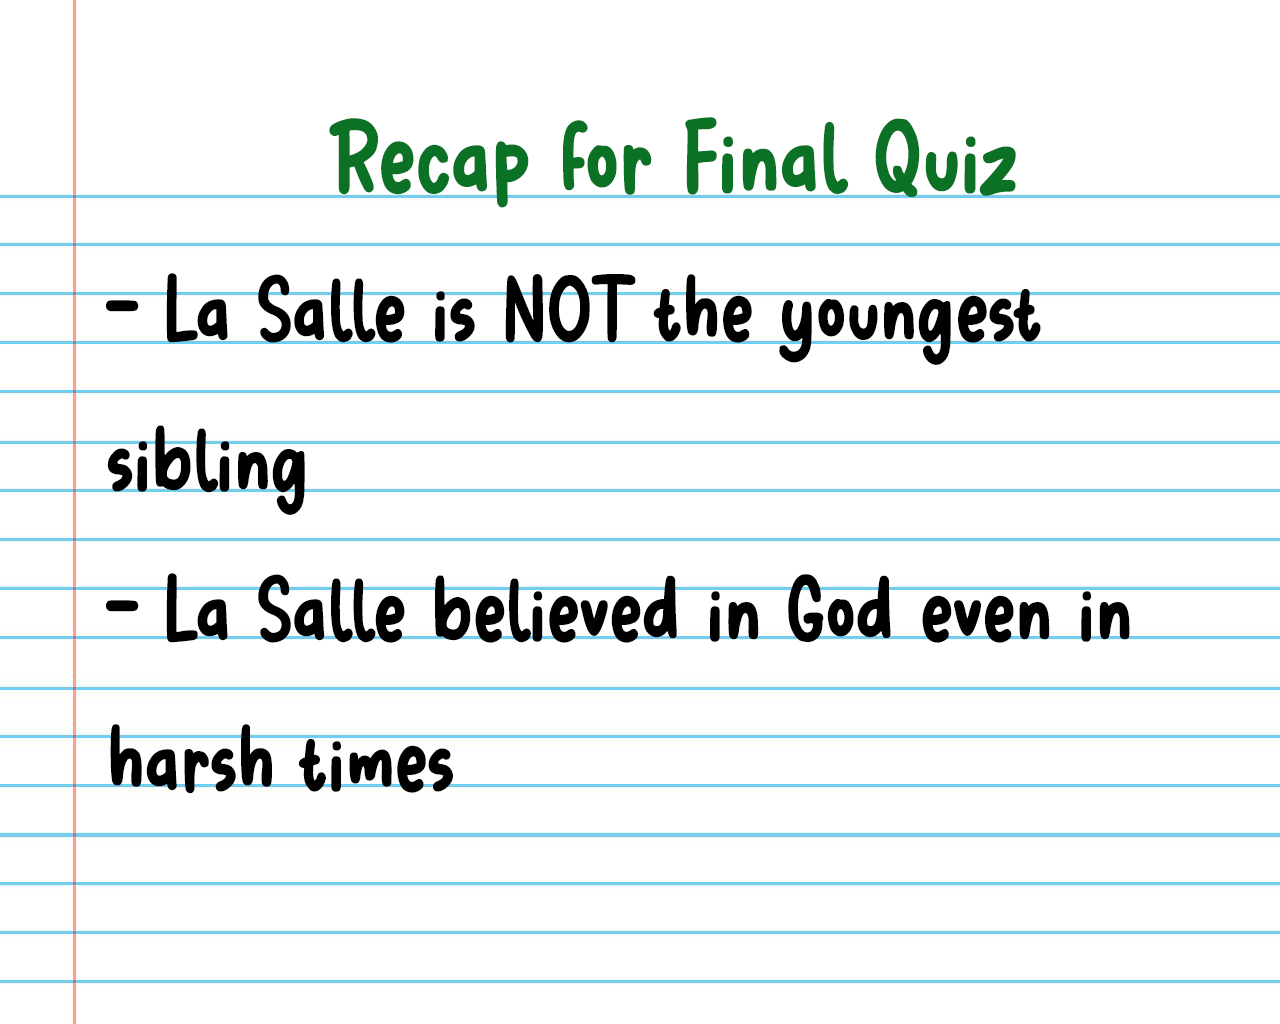 Recap for Final Quiz
- La Salle is NOT the youngest
sibling
- La Salle believed in God even in
harsh times